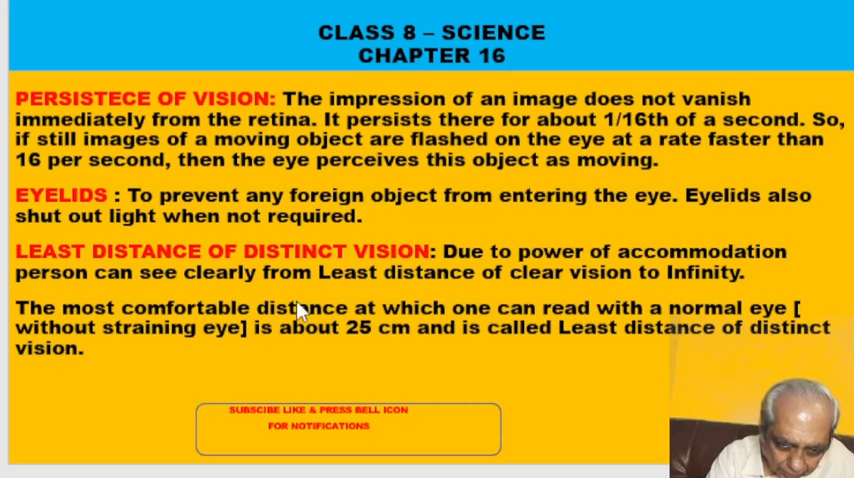 CLASS 8 – SCIENCE
CHAPTER 16
PERSISTECE OF VISION: The impression of an image does not vanish
immediately from the retina. It persists there for about 1/16th of a second. So,
if still images of a moving object are flashed on the eye at a rate faster than
16 per second, then the eye perceives this object as moving.
EYELIDS : To prevent any foreign object from entering the eye. Eyelids also
shut out light when not required.
LEAST DISTANCE OF DISTINCT VISION: Due to power of accommodation
person can see clearly from Least distance of clear vision to Infinity.
The most comfortable distance at which one can read with a normal eye [
without straining eye] is about 25 cm and is called Least distance of distinct
vision.
SUBSCIBE LIKE & PRESS BELL ICON
FOR NOTIFICATIONS